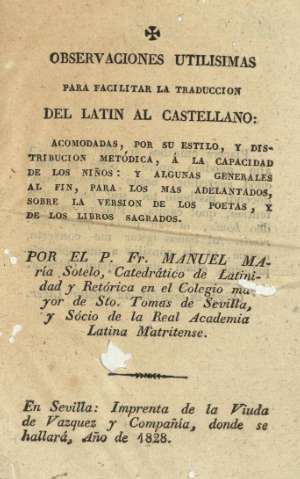 OBSERVACIONES UTILISIMAS
PARA FACILITAR LA TRADUCCION
DEL LATIN AL CASTELLANO:
ACOMODADAS, POR SU ESTILO, Y DIS-
TRIBUCION METÓDICA, Á LA CAPACIDAD
DE LOS NIÑOS: Y ALGUNAS GENERALES
AL FIN, PARA LOS MAS ADELANTADOS,
SOBRE LA VERSION DE LOS POETAS, Y
DE LOS LIBROS SAGRADOS.
POR EL P. Fr. MANUEL MA-
ría Sotelo, Catedrático de Latini-
dad y Retórica en el Colegio ma-
yor de Sto. Tomas de Sevilla,
y Sócio de la Real Academia
Latina Matritense.
En Sevilla: Imprenta de la Viuda
de Vazquez y Compañia, donde se
hallará, Año de 1828.